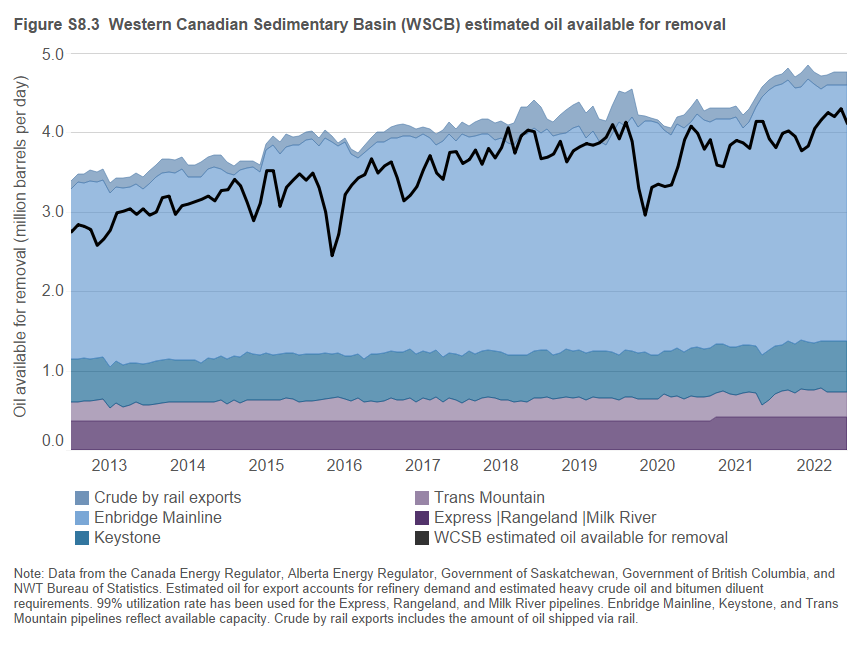 Figure S8.3  Western Canadian Sedimentary Basin (WSCB) estimated oil available for removal
Oil available for removal (million barrels per day)
5.0
4.0
3.0
2.0
1.0
0.0
2013 2014 2015 2016 2017 2018 2019 2020 2021 2022
Crude by rail exports
Enbridge Mainline
Keystone
Trans Mountain
Express |Rangeland |Milk River
WCSB estimated oil available for removal
Note: Data from the Canada Energy Regulator, Alberta Energy Regulator, Government of Saskatchewan, Government of British Columbia, and
NWT Bureau of Statistics. Estimated oil for export accounts for refinery demand and estimated heavy crude oil and bitumen diluent
requirements. 99% utilization rate has been used for the Express, Rangeland, and Milk River pipelines. Enbridge Mainline, Keystone, and Trans
Mountain pipelines reflect available capacity. Crude by rail exports includes the amount of oil shipped via rail.